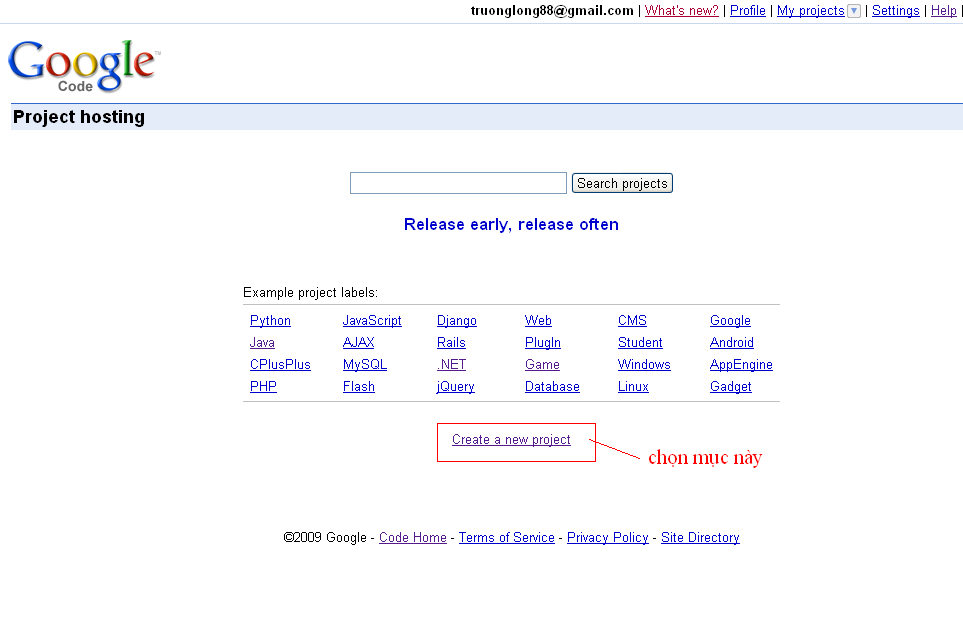 truonglong88@gmail.com | What's new? | Profile | My projects | Settings | Help |
Google™
Code
Project hosting
Search projects
Release early, release often
Example project labels:
Python JavaScript Django Web CMS Google
Java AJAX Rails PlugIn Student Android
CPlusPlus MySQL .NET Game Windows AppEngine
PHP Flash jQuery Database Linux Gadget
Create a new project
chọn mục này
©2009 Google - Code Home - Terms of Service - Privacy Policy - Site Directory